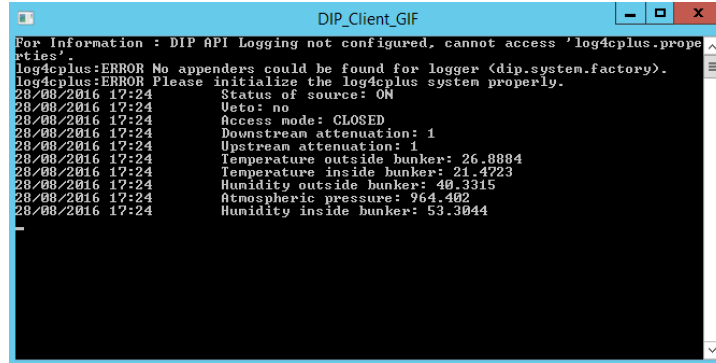 DIP_Client_GIF
For Information : DIP API Logging not configured, cannot access 'log4cplus.prope
rties'.
log4cplus:ERROR No appenders could be found for logger (dip.system.factory).
log4cplus:ERROR Please initialize the log4cplus system properly.
28/08/2016 17:24 Status of source: ON
28/08/2016 17:24 Veto: no
28/08/2016 17:24 Access mode: CLOSED
28/08/2016 17:24 Downstream attenuation: 1
28/08/2016 17:24 Upstream attenuation: 1
28/08/2016 17:24 Temperature outside bunker: 26.8884
28/08/2016 17:24 Temperature inside bunker: 21.4723
28/08/2016 17:24 Humidity outside bunker: 40.3315
28/08/2016 17:24 Atmospheric pressure: 964.402
28/08/2016 17:24 Humidity inside bunker: 53.3044